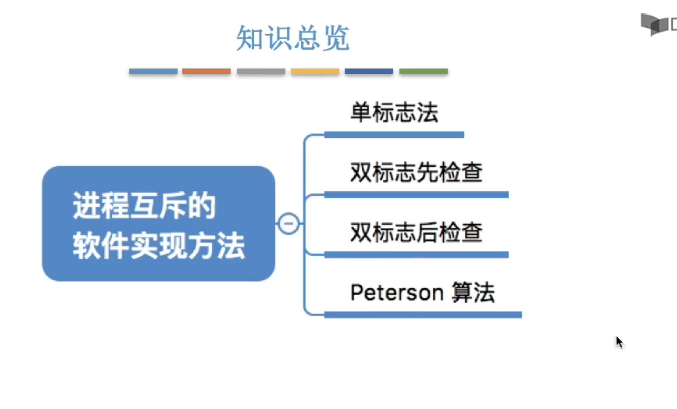 知识总览
进程互斥的
软件实现方法
单标志法
双标志先检查
双标志后检查
Peterson 算法